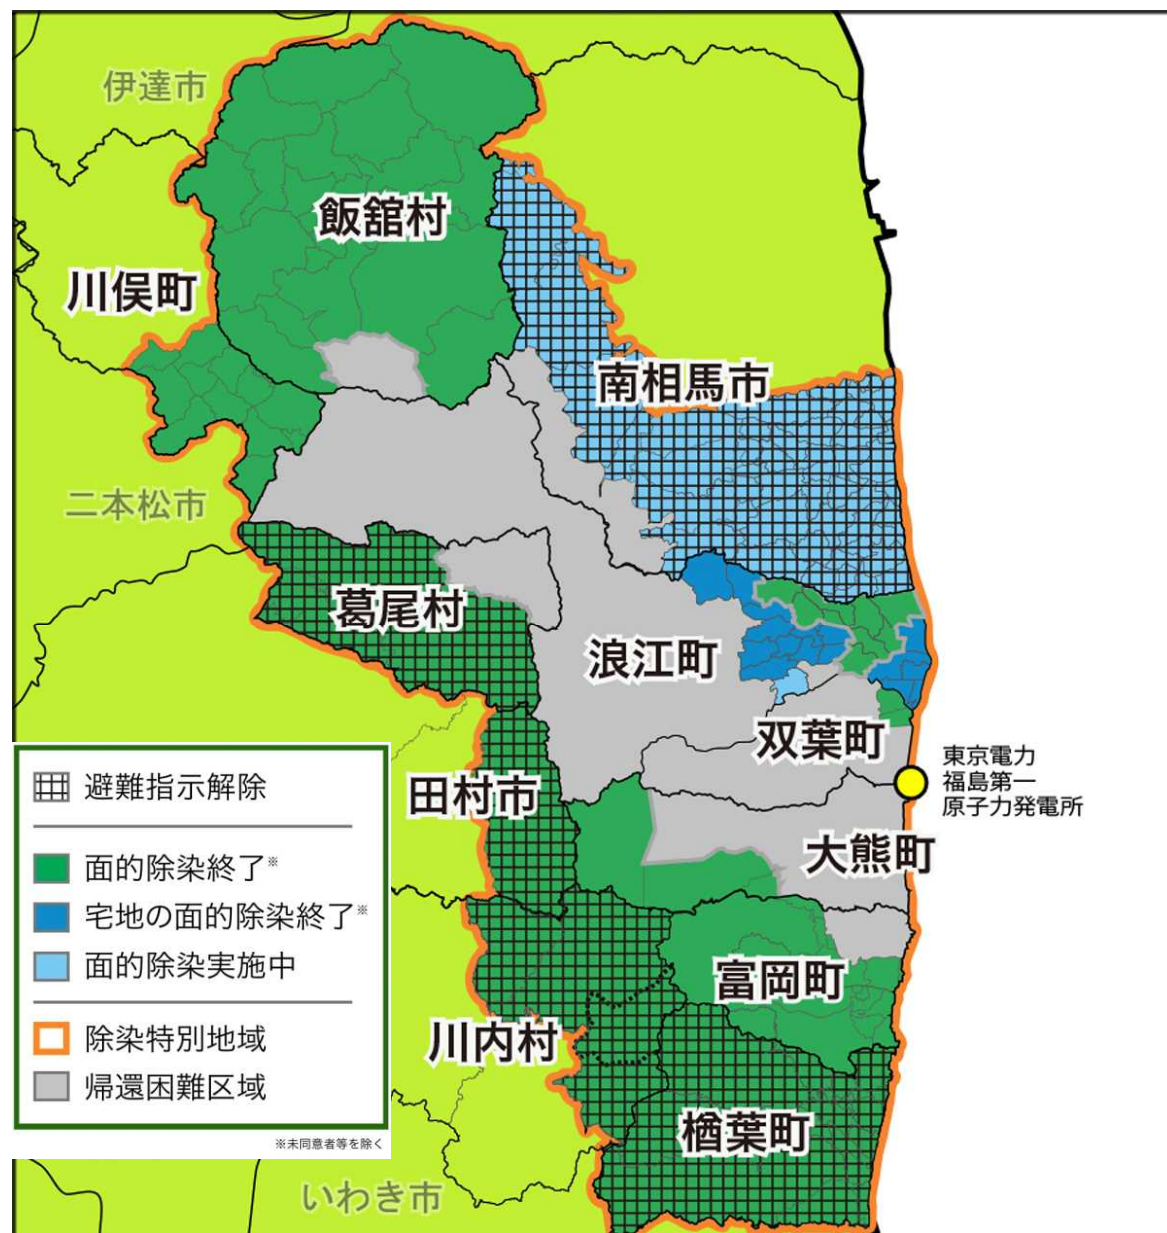 伊達市
飯舘村
川俣町
南相馬市
二本松市
葛尾村
浪江町
双葉町
東京電力
福島第一
原子力発電所
田村市
大熊町
富岡町
川内村
楢葉町
いわき市
避難指示解除
面的除染終了※
宅地の面的除染終了※
面的除染実施中
除染特別地域
帰還困難区域
※未同意者等を除く